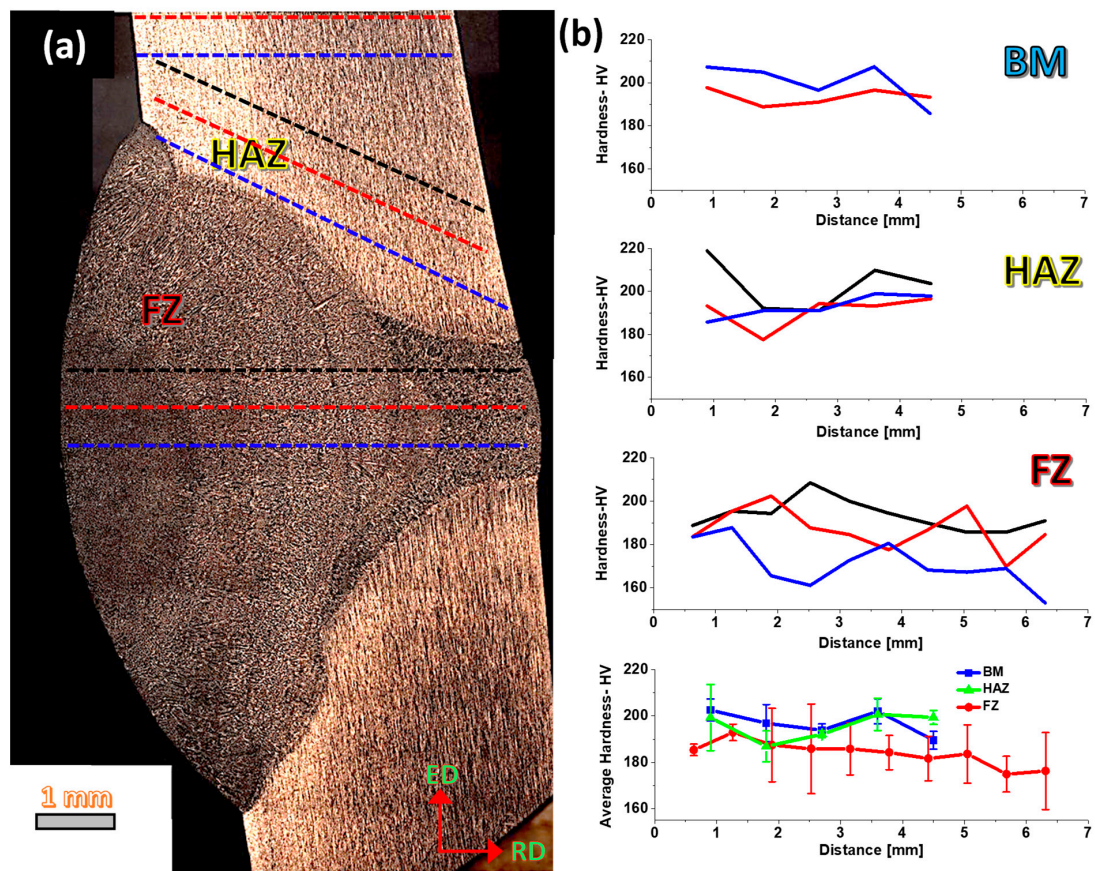 (a)
HAZ
FZ
1 mm
ED
RD
(b)
BM
220
200
180
160
0 1 2 3 4 5 6 7
Hardness- HV
Distance [mm]
HAZ
220
200
180
160
0 1 2 3 4 5 6 7
Hardness-HV
Distance [mm]
FZ
220
200
180
160
0 1 2 3 4 5 6 7
Hardness-HV
Distance [mm]
BM
HAZ
FZ
220
200
180
160
0 1 2 3 4 5 6 7
Average Hardness- HV
Distance [mm]